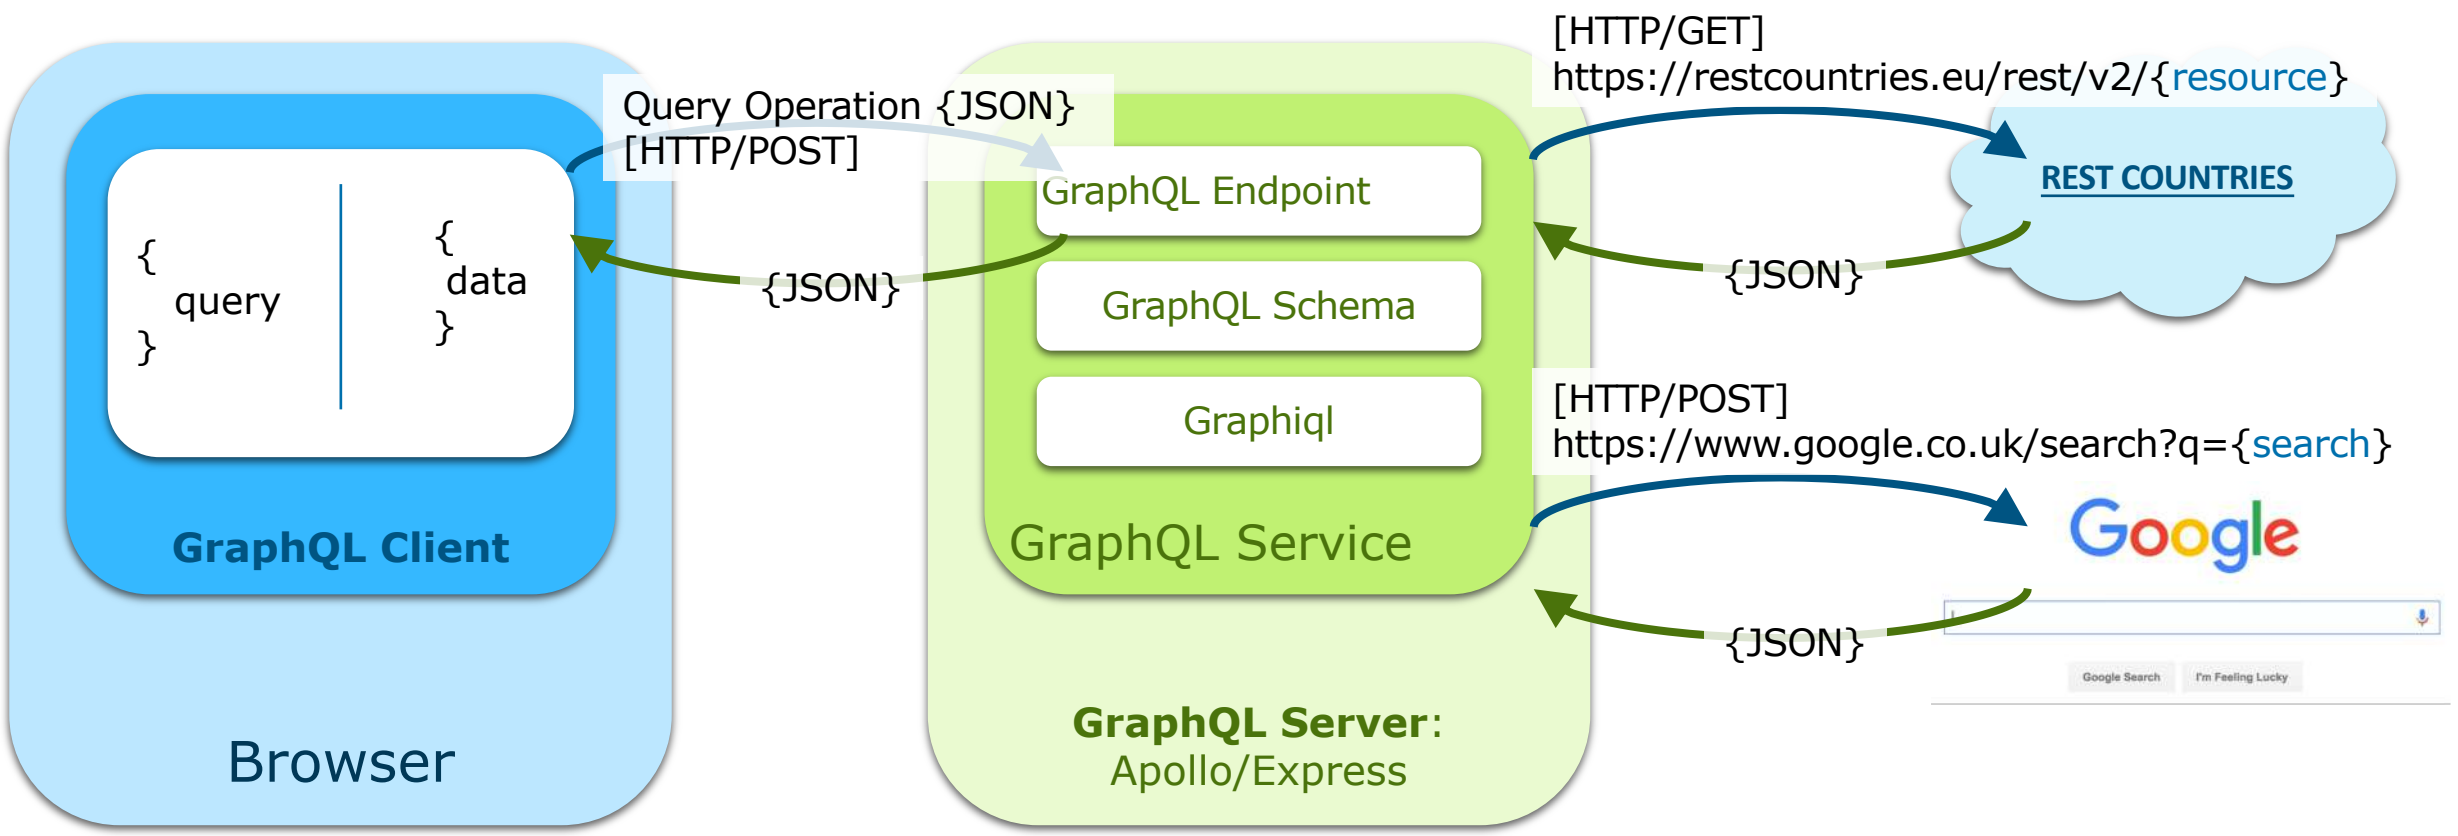 {
query
}
{
data
}
GraphQL Client
Browser
Query Operation {JSON}
[HTTP/POST]
{JSON}
GraphQL Endpoint
GraphQL Schema
Graphiql
GraphQL Service
GraphQL Server:
Apollo/Express
[HTTP/GET]
https://restcountries.eu/rest/v2/{resource}
REST COUNTRIES
{JSON}
[HTTP/POST]
https://www.google.co.uk/search?q={search}
Google
{JSON}
Google Search
I'm Feeling Lucky